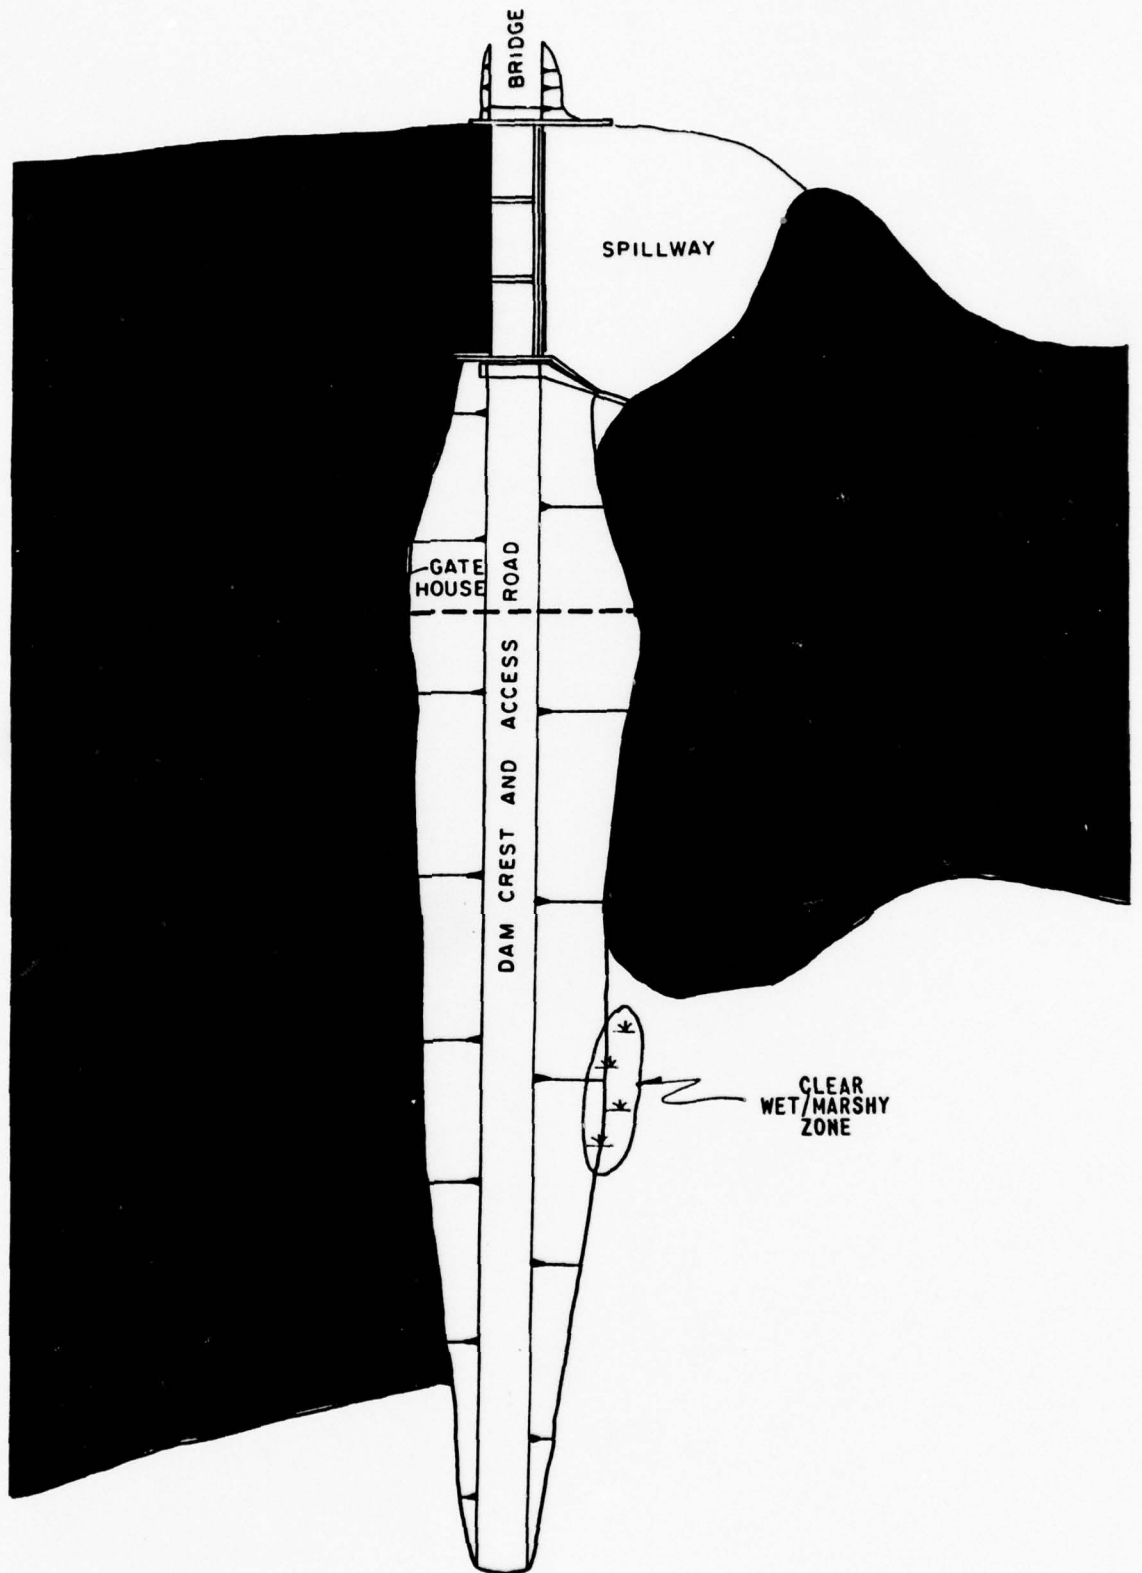 BRIDGE
SPILLWAY
GATE
HOUSE
DAM CREST AND ACCESS ROAD
CLEAR
WET/MARSHY
ZONE